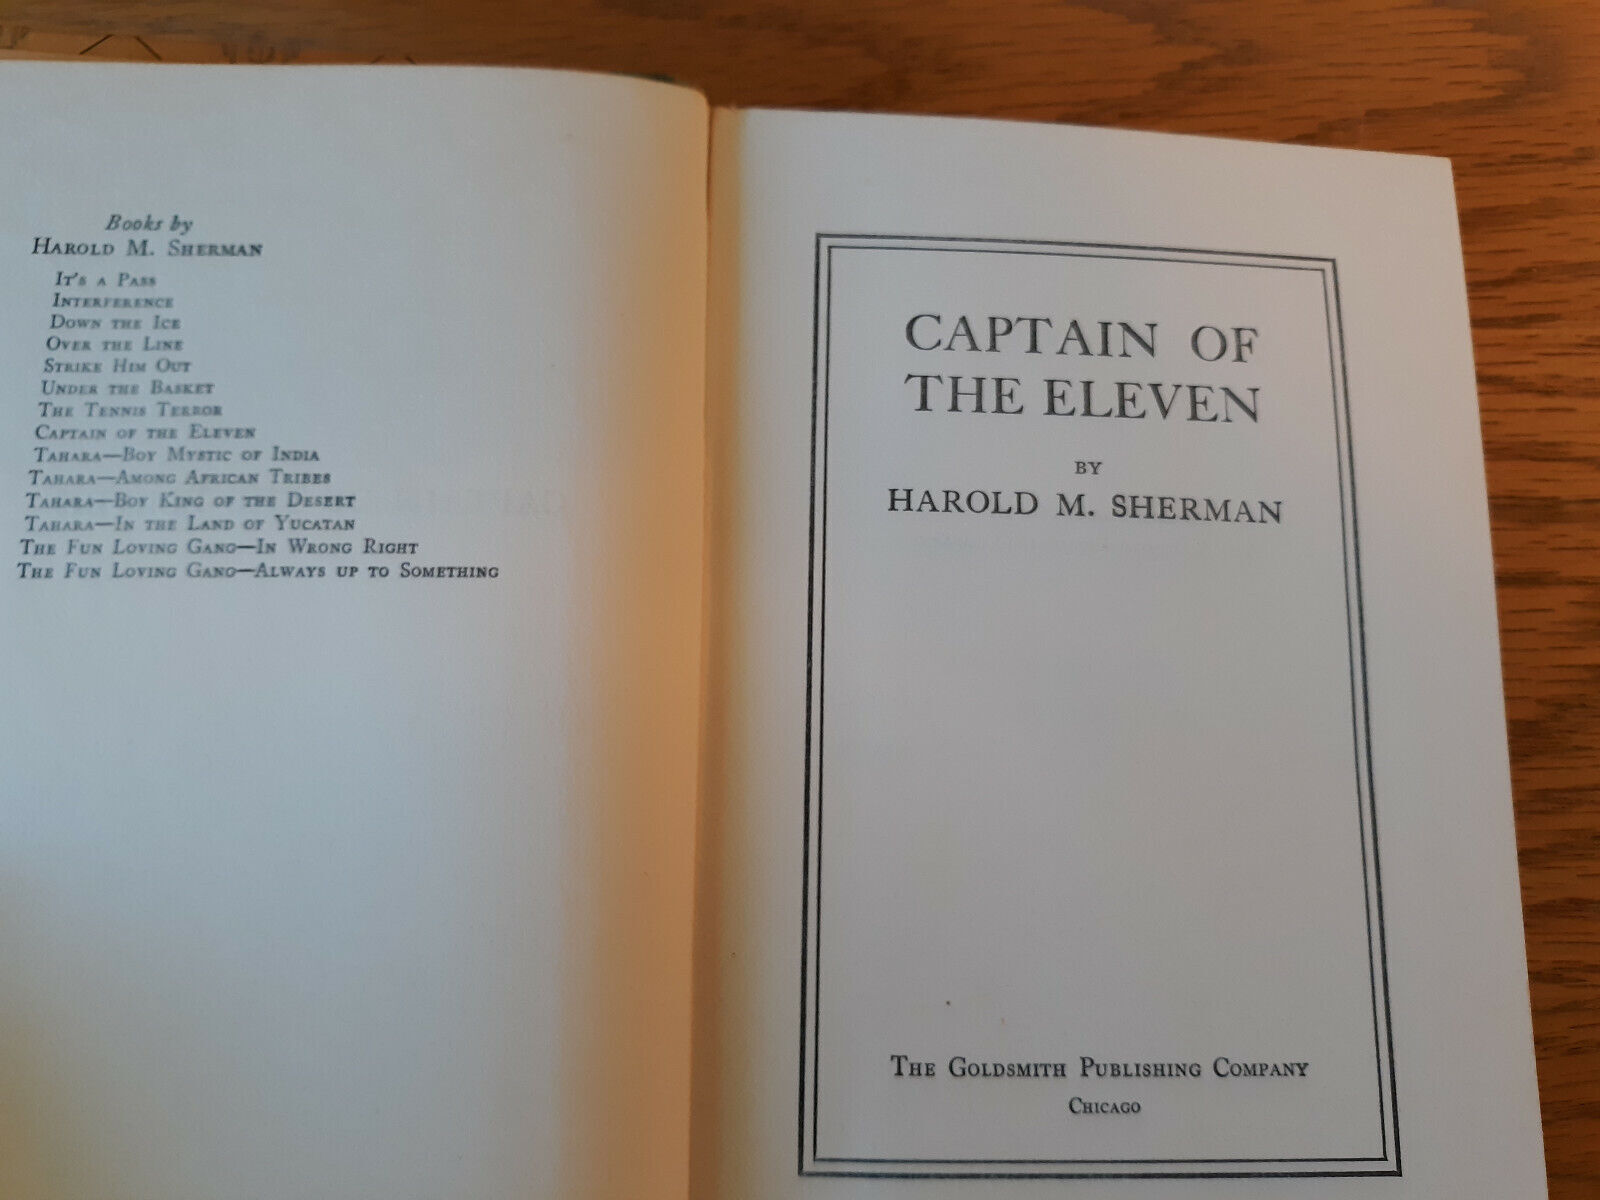 Books by
HAROLD M. SHERMAN
IT'S A PASS
INTERFERENCE
DOWN THE ICE
OVER THE LINE
STRIKE HIM OUT
UNDER THE BASKET
THE TENNIS TERROR
CAPTAIN OF THE ELEVEN
TAHARA—BOY MYSTIC OF INDIA
TAHARA—AMONG AFRICAN TRIBES
TAHARA—BOY KING OF THE DESERT
TAHARA—IN THE LAND OF YUCATAN
THE FUN LOVING GANG—IN WRONG RIGHT
THE FUN LOVING GANG—ALWAYS UP TO SOMETHING
CAPTAIN OF
THE ELEVEN
BY
HAROLD M. SHERMAN
THE GOLDSMITH PUBLISHING COMPANY
CHICAGO